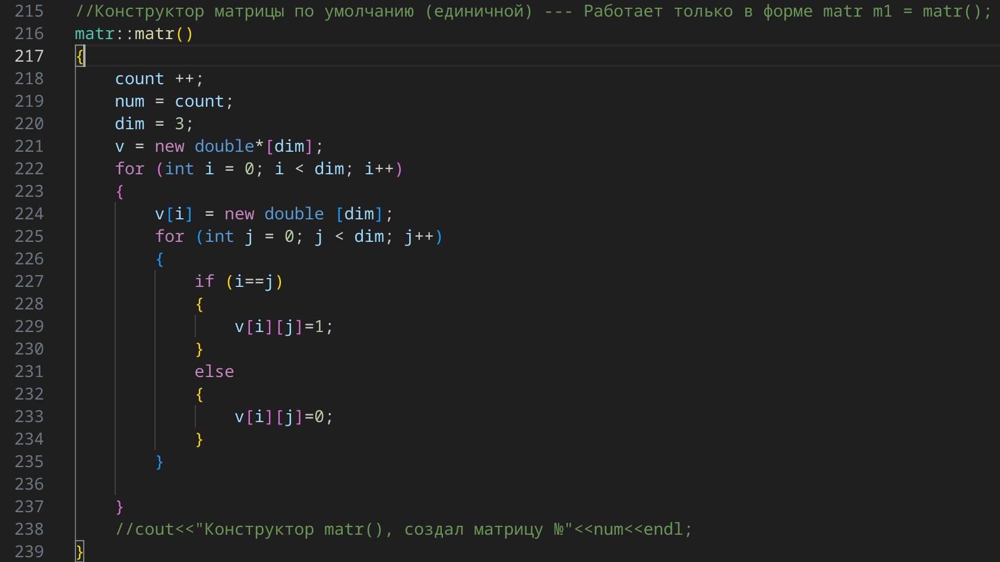 215 //Конструктор матрицы по умолчанию (единичной) --- Работает только в форме matr m1 = matr();
216 matr::matr()
217 {
218     count ++;
219     num = count;
220     dim = 3;
221     v = new double*[dim];
222     for (int i = 0; i < dim; i++)
223     {
224         v[i] = new double [dim];
225         for (int j = 0; j < dim; j++)
226         {
227             if (i==j)
228             {
229                 v[i][j]=1;
230             }
231             else
232             {
233                 v[i][j]=0;
234             }
235         }
236
237     }
238     //cout<<"Конструктор matr(), создал матрицу №"<<num<<endl;
239 }